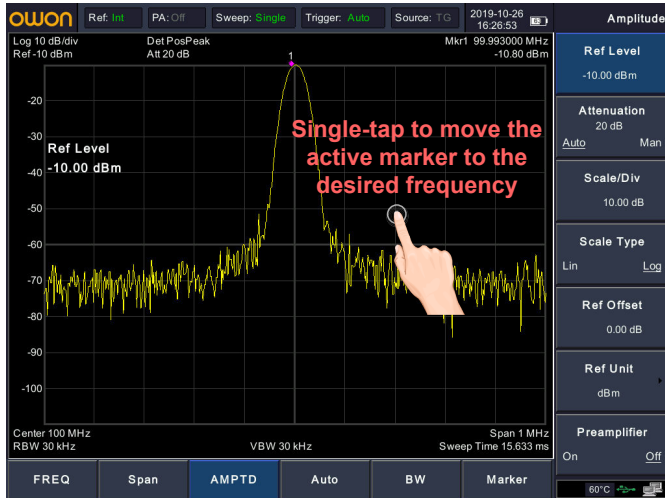 owon
Ref: Int
PA: Off
Sweep: Single
Trigger: Auto
Source: TG
2019-10-26
16:26:53
Amplitude
Log 10 dB/div
Det PosPeak
Mkr1 99.993000 MHz
Ref -10 dBm
Att 20 dB
-10.80 dBm
1
-20
-30
-50
-60
-70
-80
-90
-100
Ref Level
-10.00 dBm
Single-tap to move the
active marker to the
desired frequency
Center 100 MHz
Span 1 MHz
RBW 30 kHz
VBW 30 kHz
Sweep Time 15.633 ms
Ref Level
-10.00 dBm
Attenuation
20 dB
Auto Man
Scale/Div
10.00 dB
Scale Type
Lin Log
Ref Offset
0.00 dB
Ref Unit
dBm
Preamplifier
On Off
FREQ
Span
AMPTD
Auto
BW
Marker
60°C